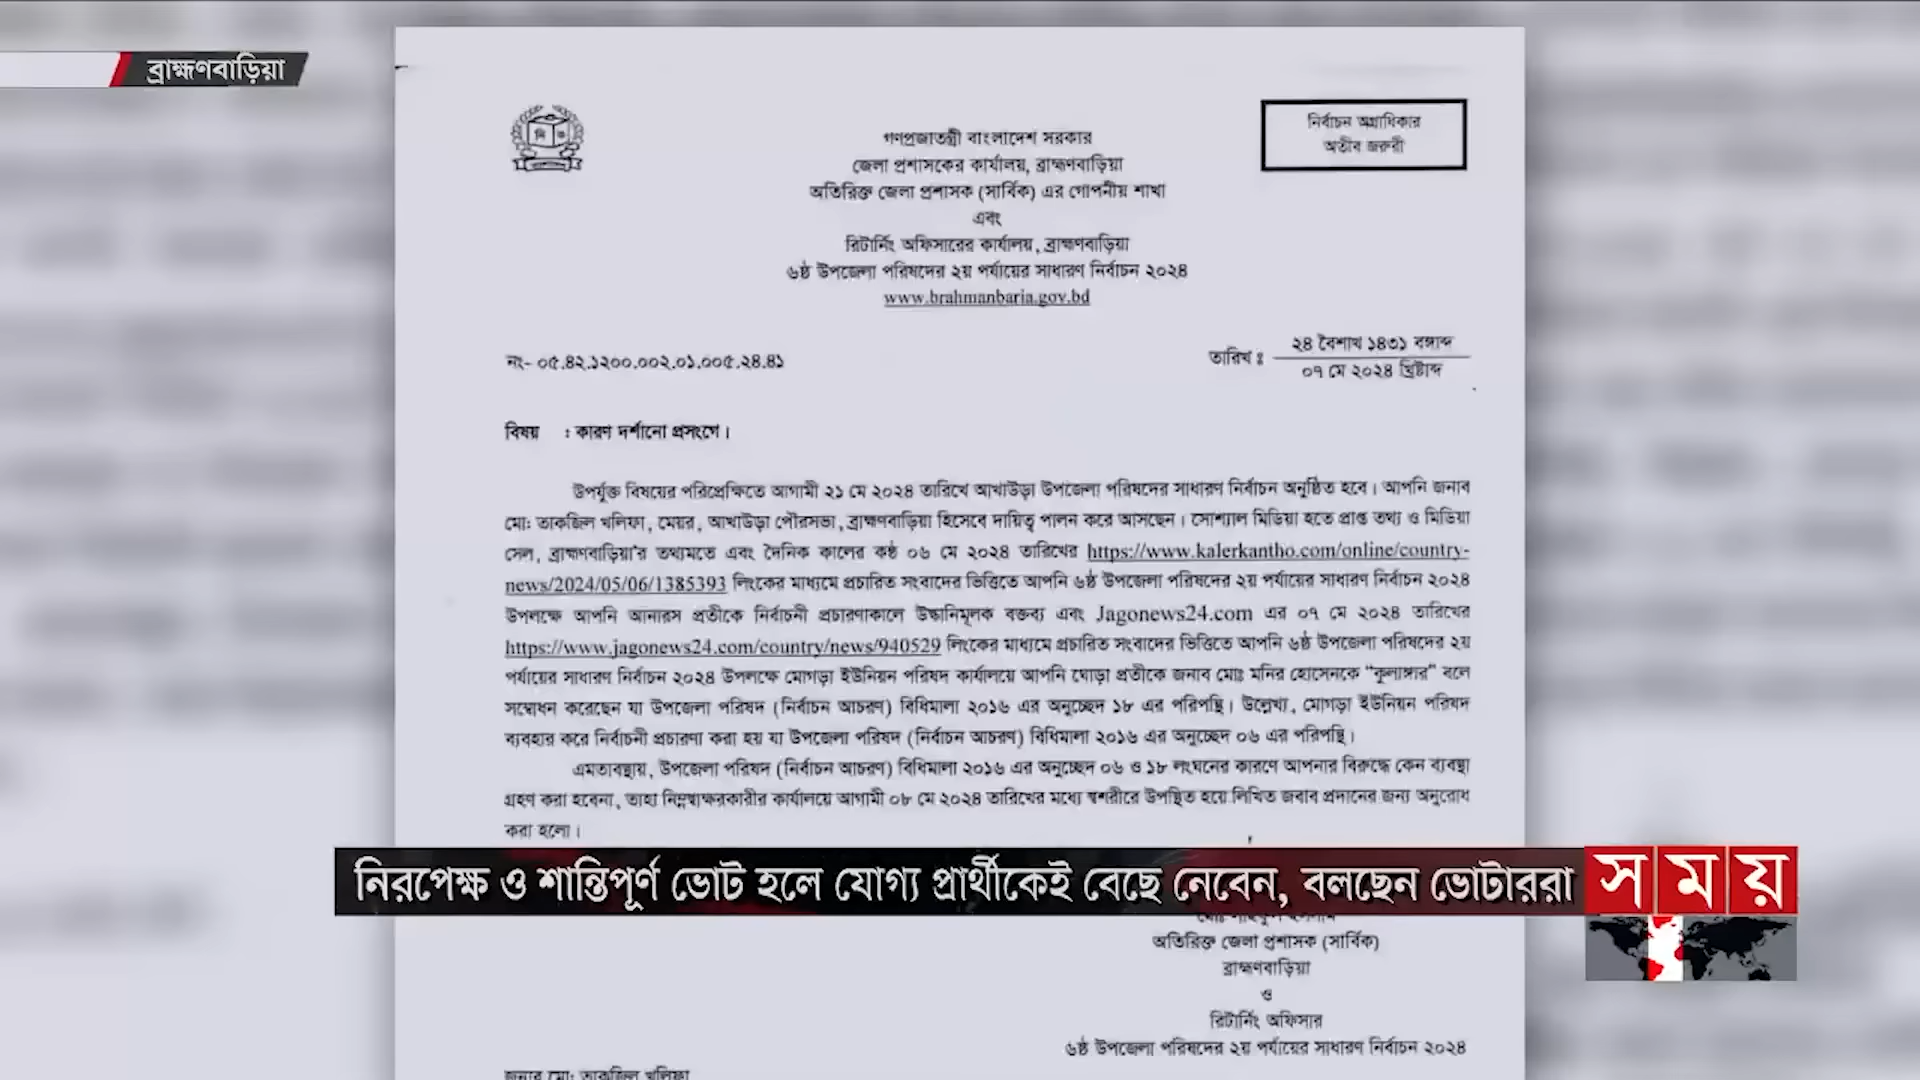 ব্রাহ্মণবাড়িয়া
নির্বাচন অগ্রাধিকার
অতীব জরুরী
গণপ্রজাতন্ত্রী বাংলাদেশ সরকার
জেলা প্রশাসকের কার্যালয়, ব্রাহ্মণবাড়িয়া
অতিরিক্ত জেলা প্রশাসক (সার্বিক) এর গোপনীয় শাখা
এবং
রিটার্নিং অফিসারের কার্যালয়, ব্রাহ্মণবাড়িয়া
৬ষ্ঠ উপজেলা পরিষদের ২য় পর্যায়ের সাধারণ নির্বাচন ২০২৪
www.brahmanbaria.gov.bd
নং- ০৫.৪২.১২০০.০০২.০১.০০৫.২৪.৪১
তারিখ ঃ ২৪ বৈশাখ ১৪৩১ বঙ্গাব্দ
০৭ মে ২০২৪ খ্রিষ্টাব্দ
বিষয় : কারণ দর্শানো প্রসংগে।
উপর্যুক্ত বিষয়ের পরিপ্রেক্ষিতে আগামী ২১ মে ২০২৪ তারিখে আখাউড়া উপজেলা পরিষদের সাধারণ নির্বাচন অনুষ্ঠিত হবে। আপনি জনাব
মো: তাকজিল খলিফা, মেয়র, আখাউড়া পৌরসভা, ব্রাহ্মণবাড়িয়া হিসেবে দায়িত্ব পালন করে আসছেন। সোশ্যাল মিডিয়া হতে প্রাপ্ত তথ্য ও মিডিয়া
সেল, ব্রাহ্মণবাড়িয়া'র তথ্যমতে এবং দৈনিক কালের কন্ঠ ০৬ মে ২০২৪ তারিখের https://www.kalerkantho.com/online/country-
news/2024/05/06/1385393 লিংকের মাধ্যমে প্রচারিত সংবাদের ভিত্তিতে আপনি ৬ষ্ঠ উপজেলা পরিষদের ২য় পর্যায়ের সাধারণ নির্বাচন ২০২৪
উপলক্ষে আপনি আনারস প্রতীকে নির্বাচনী প্রচারণাকালে উস্কানিমূলক বক্তব্য এবং Jagonews24.com এর ০৭ মে ২০২৪ তারিখের
https://www.jagonews24.com/country/news/940529 লিংকের মাধ্যমে প্রচারিত সংবাদের ভিত্তিতে আপনি ৬ষ্ঠ উপজেলা পরিষদের ২য়
পর্যায়ের সাধারণ নির্বাচন ২০২৪ উপলক্ষে মোগড়া ইউনিয়ন পরিষদ কার্যালয়ে আপনি ঘোড়া প্রতীকে জনাব মোঃ মনির হোসেনকে “কুলাঙ্গার” বলে
সম্বোধন করেছেন যা উপজেলা পরিষদ (নির্বাচন আচরণ) বিধিমালা ২০১৬ এর অনুচ্ছেদ ১৮ এর পরিপন্থি। উল্লেখ্য, মোগড়া ইউনিয়ন পরিষদ
ব্যবহার করে নির্বাচনী প্রচারণা করা হয় যা উপজেলা পরিষদ (নির্বাচন আচরণ) বিধিমালা ২০১৬ এর অনুচ্ছেদ ০৬ এর পরিপন্থি।
এমতাবস্থায়, উপজেলা পরিষদ (নির্বাচন আচরণ) বিধিমালা ২০১৬ এর অনুচ্ছেদ ০৬ ও ১৮ লংঘনের কারণে আপনার বিরুদ্ধে কেন ব্যবস্থা
গ্রহণ করা হবেনা, তাহা নিম্নস্বাক্ষরকারীর কার্যালয়ে আগামী ০৮ মে ২০২৪ তারিখের মধ্যে স্বশরীরে উপস্থিত হয়ে লিখিত জবাব প্রদানের জন্য অনুরোধ
করা হলো।
নিরপেক্ষ ও শান্তিপূর্ণ ভোট হলে যোগ্য প্রার্থীকেই বেছে নেবেন, বলছেন ভোটাররা
সময়
অতিরিক্ত জেলা প্রশাসক (সার্বিক)
ব্রাহ্মণবাড়িয়া
ও
রিটার্নিং অফিসার
৬ষ্ঠ উপজেলা পরিষদের ২য় পর্যায়ের সাধারণ নির্বাচন ২০২৪
জনাব মো: তাকজিল খলিফা